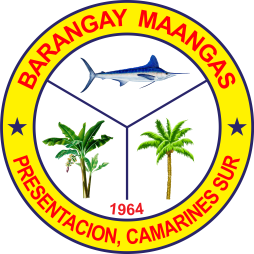 BARANGAY MAANGAS
1964
PRESENTACION, CAMARINES SUR